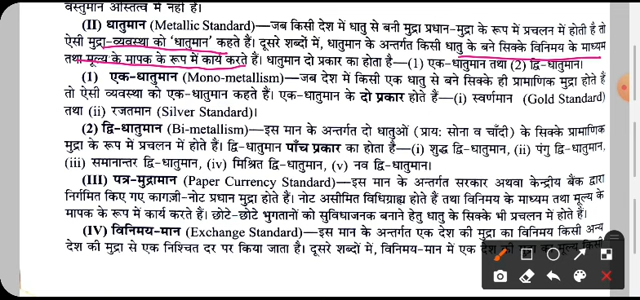 वस्तुमान अस्तित्व में नहीं है।
(II) धातुमान (Metallic Standard)—जब किसी देश में धातु से बनी मुद्रा प्रधान-मुद्रा के रूप में प्रचलन में होती है तो
ऐसी मुद्रा-व्यवस्था को 'धातुमान' कहते हैं। दूसरे शब्दों में, धातुमान के अन्तर्गत किसी धातु के बने सिक्के विनिमय के माध्यम
तथा मूल्य के मापक के रूप में कार्य करते हैं। धातुमान दो प्रकार का होता है—(1) एक-धातुमान तथा (2) द्वि-धातुमान।
(1) एक-धातुमान (Mono-metallism)—जब देश में किसी एक धातु से बने सिक्के ही प्रामाणिक मुद्रा होते हैं
तो ऐसी व्यवस्था को एक-धातुमान कहते हैं। एक-धातुमान के दो प्रकार होते हैं—(i) स्वर्णमान (Gold Standard)
तथा (ii) रजतमान (Silver Standard)।
(2) द्वि-धातुमान (Bi-metallism)—इस मान के अन्तर्गत दो धातुओं (प्रायः सोना व चाँदी) के सिक्के प्रामाणिक
मुद्रा के रूप में प्रचलन में होते हैं। द्वि-धातुमान पाँच प्रकार का होता है—(i) शुद्ध द्वि-धातुमान, (ii) पंगु द्वि-धातुमान,
(iii) समानान्तर द्वि-धातुमान, (iv) मिश्रित द्वि-धातुमान, (v) नव द्वि-धातुमान।
(III) पत्र-मुद्रामान (Paper Currency Standard)—इस मान के अन्तर्गत सरकार अथवा केन्द्रीय बैंक द्वारा
निर्गमित किए गए कागज़ी-नोट प्रधान मुद्रा होते हैं। नोट असीमित विधिग्राह्य होते हैं तथा विनिमय के माध्यम तथा मूल्य के
मापक के रूप में कार्य करते हैं। छोटे-छोटे भुगतानों को सुविधाजनक बनाने हेतु धातु के सिक्के भी प्रचलन में होते हैं।
(IV) विनिमय-मान (Exchange Standard)—इस मान के अन्तर्गत एक देश की मुद्रा का विनिमय किसी अन्य
देश की मुद्रा से एक निश्चित दर पर किया जाता है। दूसरे शब्दों में, विनिमय-मान में एक देश की मुद्रा का मूल्य किसी